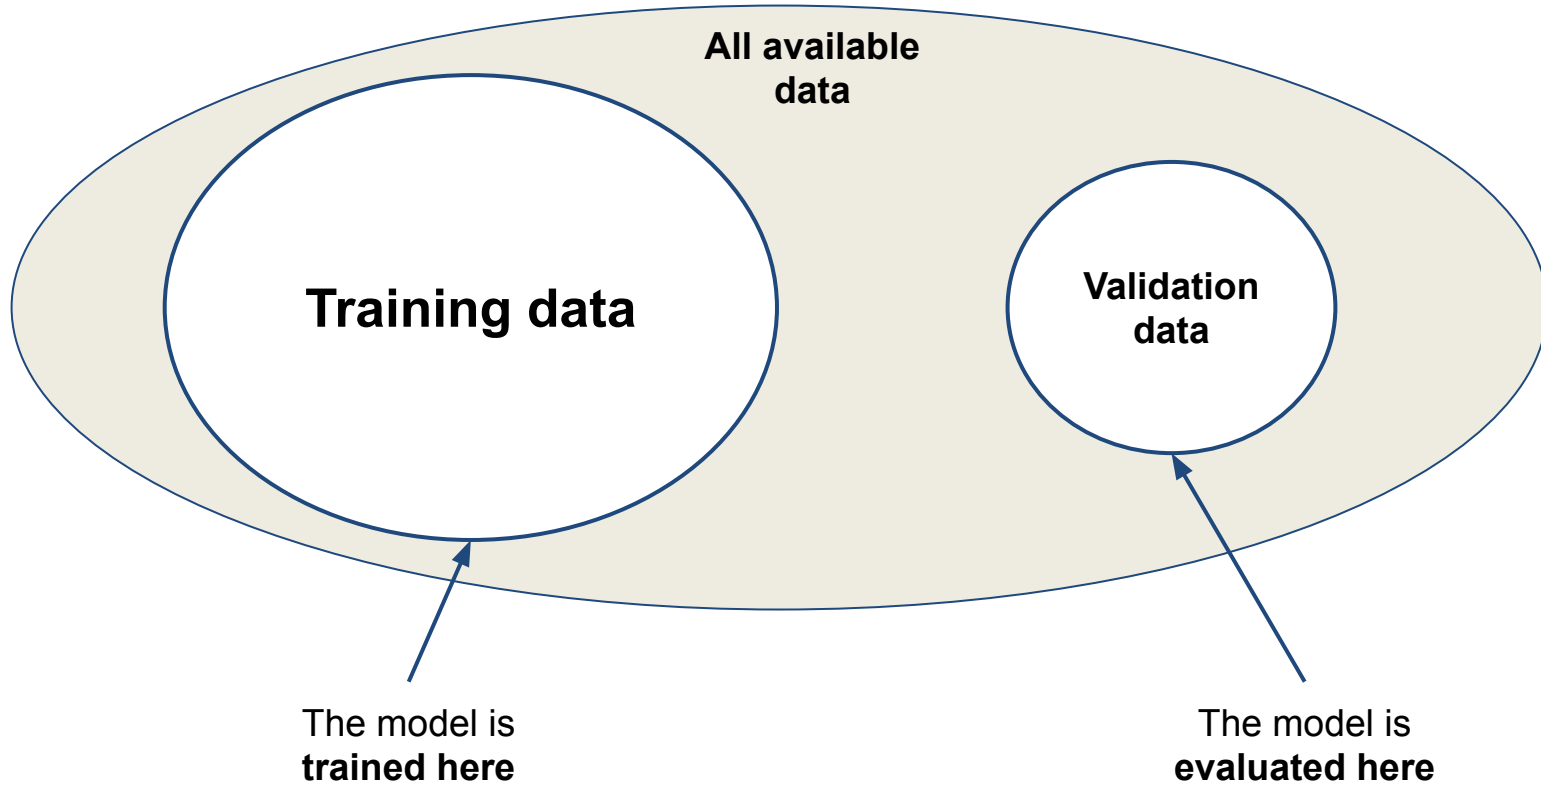 All available
data
Training data
Validation
data
The model is
trained here
The model is
evaluated here